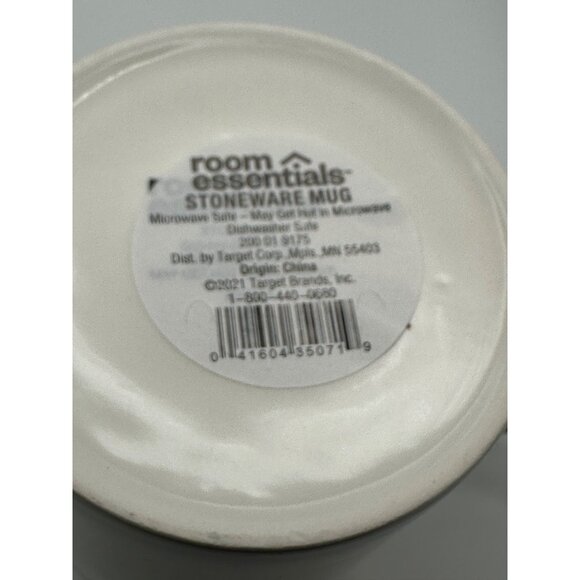 room
essentials™
STONEWARE MUG
Microwave Safe – May Get Hot in Microwave
Dishwasher Safe
200 01 9175
Dist. by Target Corp., Mpls., MN 55403
Origin: China
©2021 Target Brands, Inc.
1-800-440-0680
0 41604 35071 9